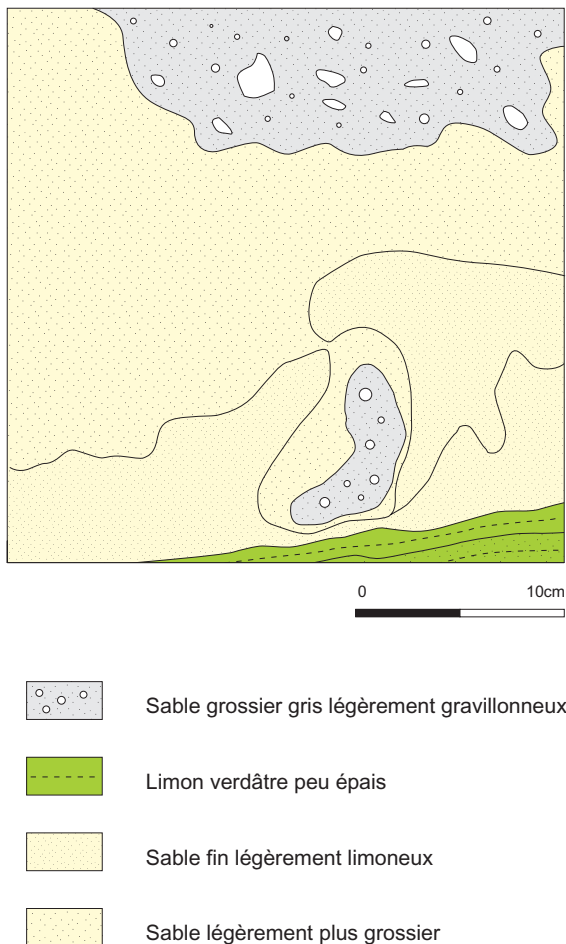 0 10cm
Sable grossier gris légèrement gravillonneux
Limon verdâtre peu épais
Sable fin légèrement limoneux
Sable légèrement plus grossier